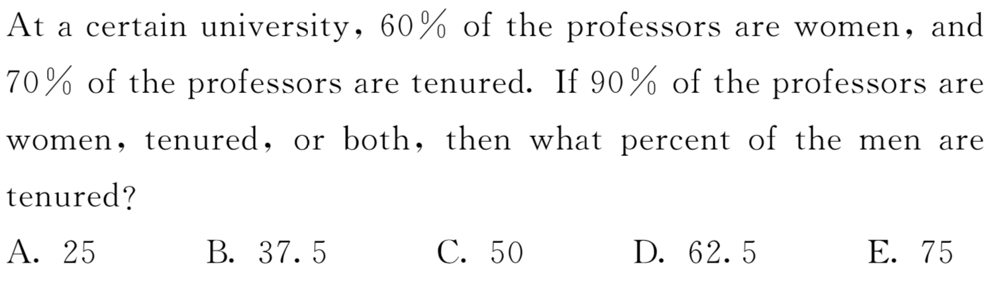 At a certain university, 60% of the professors are women, and
70% of the professors are tured. If 90% of the professors are
women, tenured, or both, then what percent of the men are
tenured?
A. 25 B. 37.5 C. 50 D. 62.5 E. 75